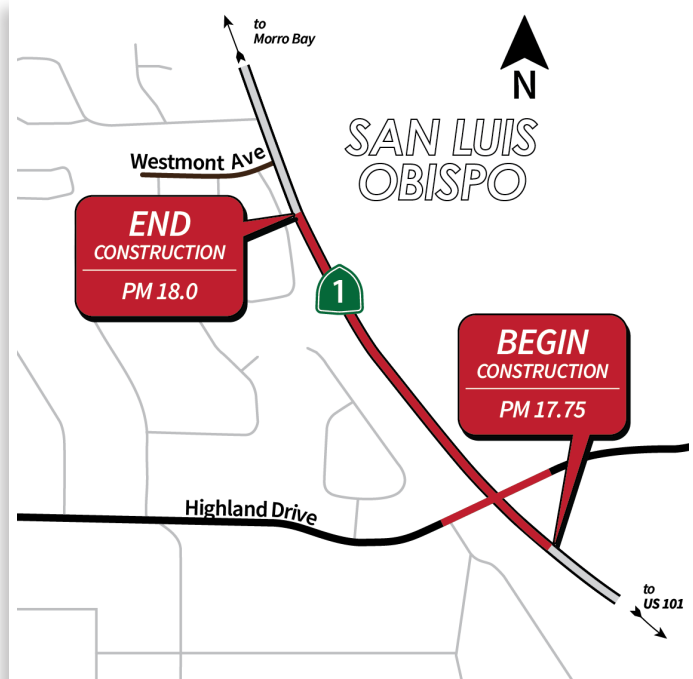 to
Morro Bay
N
SAN LUIS
OBISPO
Westmont Ave
END
CONSTRUCTION
PM 18.0
1
BEGIN
CONSTRUCTION
PM 17.75
Highland Drive
to
US 101